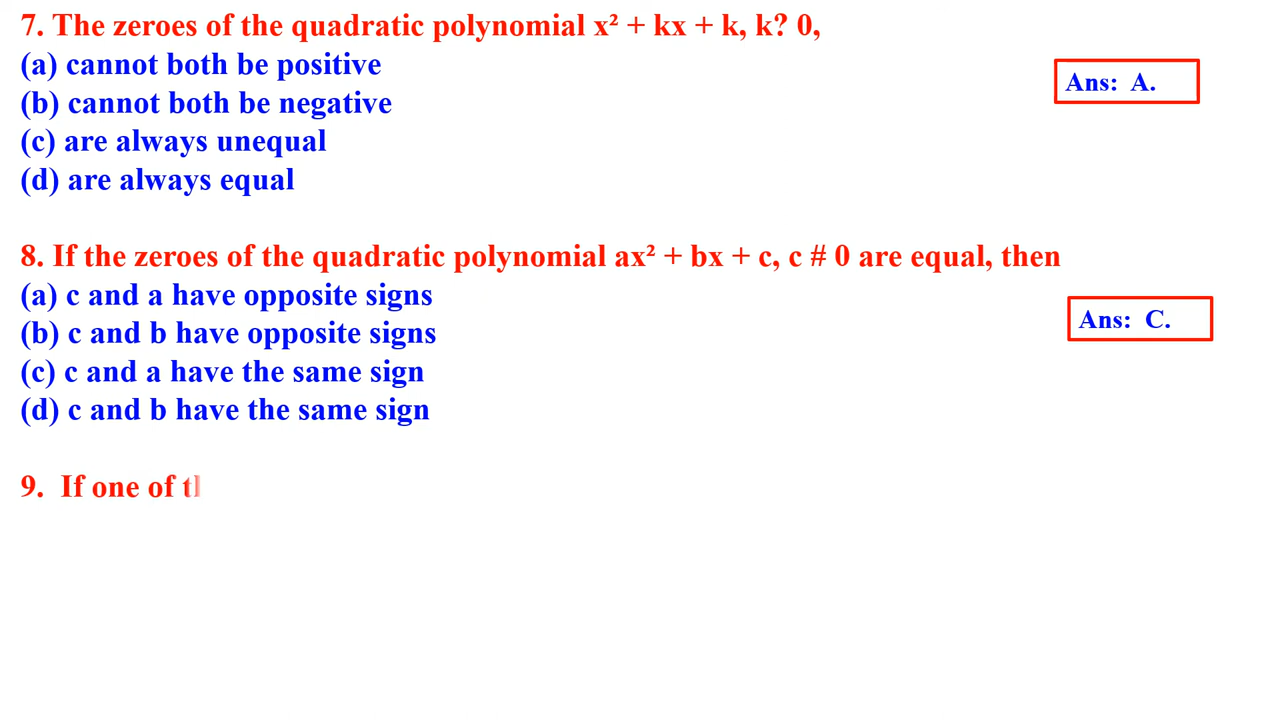 7. The zeroes of the quadratic polynomial x² + kx + k, k? 0,
(a) cannot both be positive
Ans: A.
(b) cannot both be negative
(c) are always unequal
(d) are always equal
8. If the zeroes of the quadratic polynomial ax² + bx + c, c # 0 are equal, then
(a) c and a have opposite signs
Ans: C.
(b) c and b have opposite signs
(c) c and a have the same sign
(d) c and b have the same sign
9. If one of